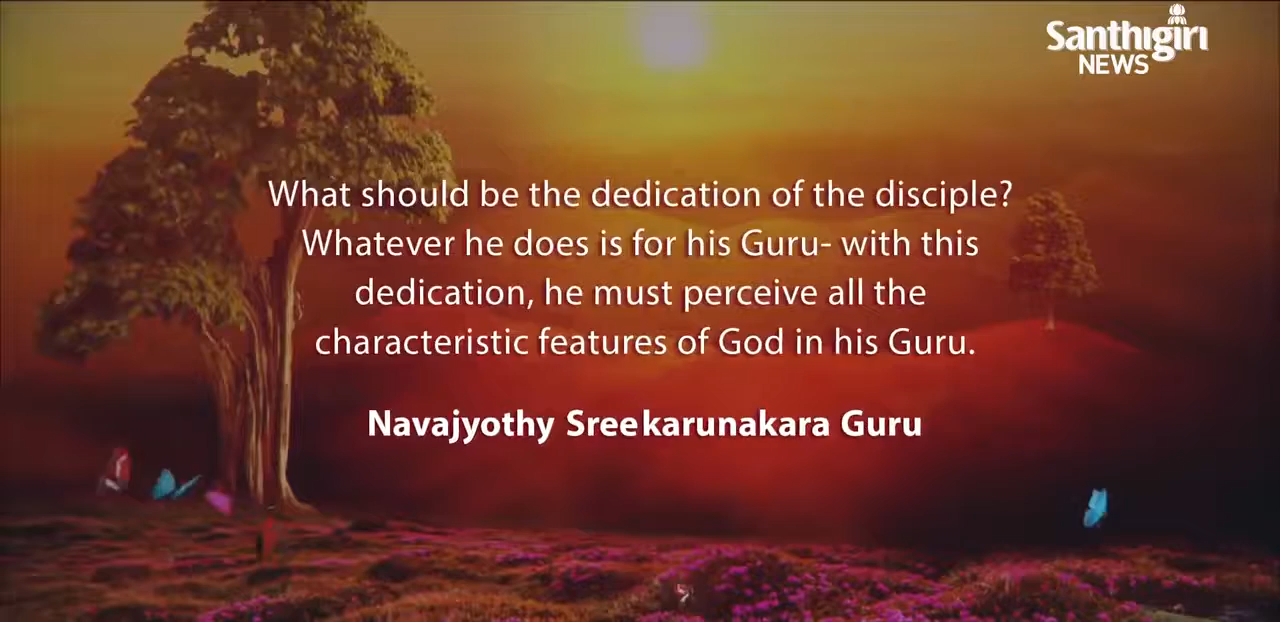 Santhigiri
NEWS
What should be the dedication of the disciple?
Whatever he does is for his Guru- with this
dedication, he must perceive all the
characteristic features of God in his Guru.
Navajyothy Sreekarunakara Guru